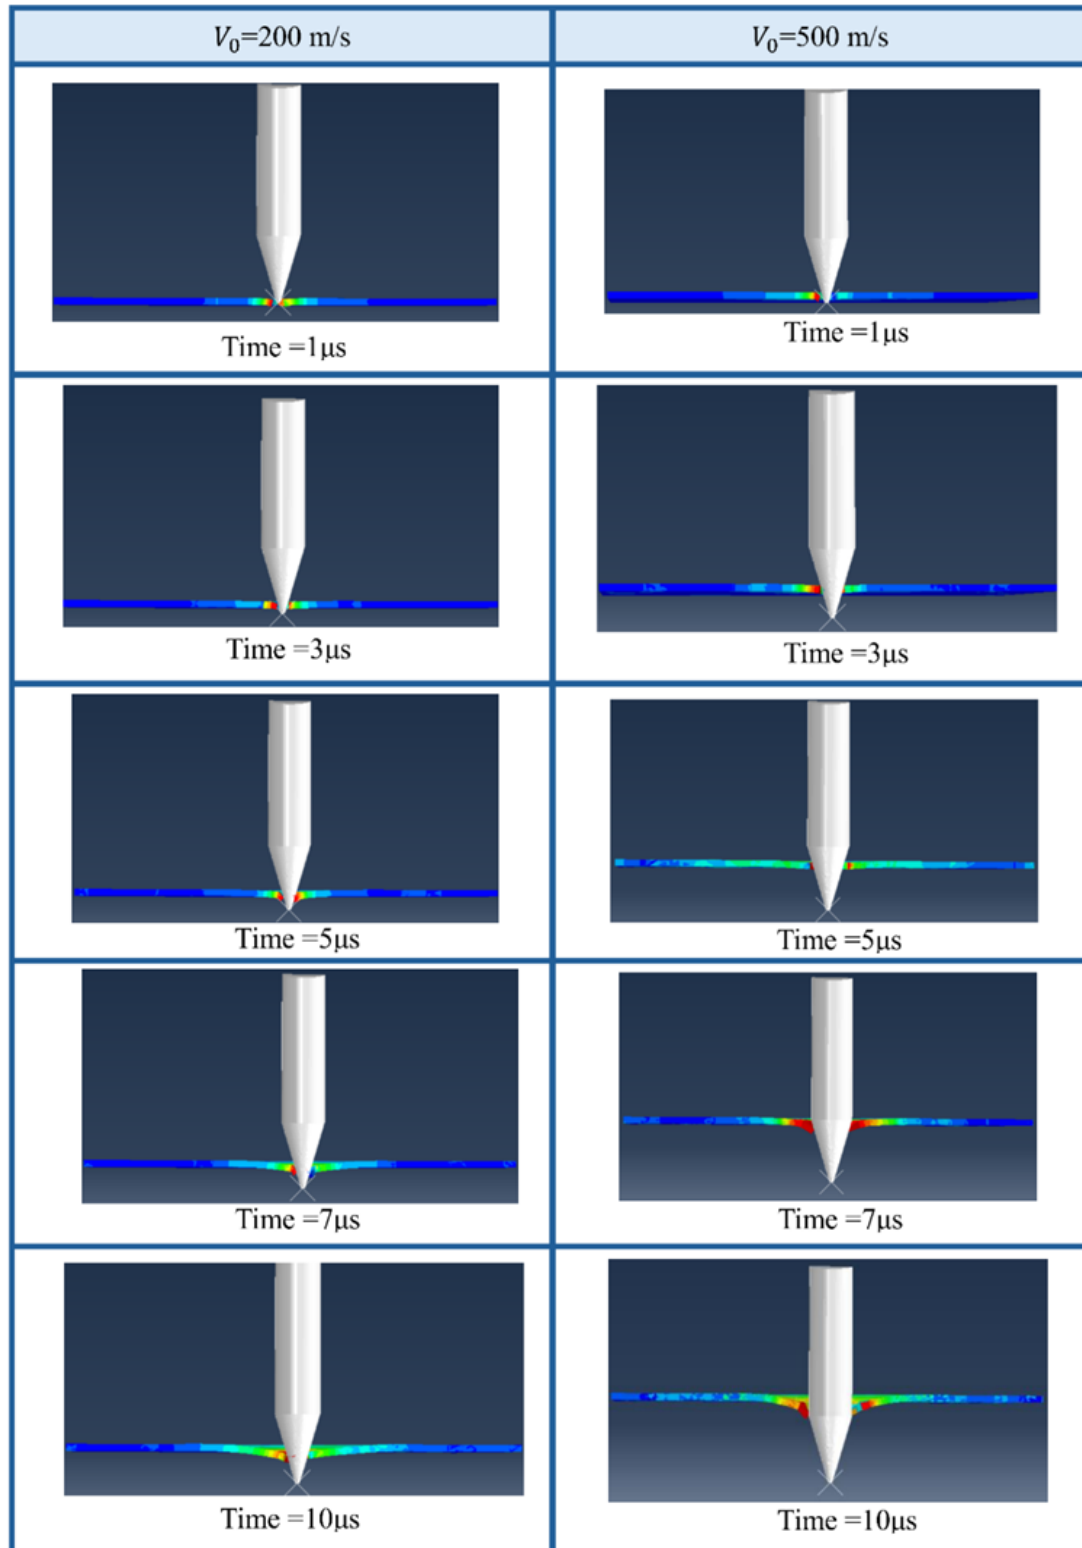 V₀=200 m/s
V₀=500 m/s
Time =1μs
Time =1μs
Time =3μs
Time =3μs
Time =5μs
Time =5μs
Time =7μs
Time =7μs
Time =10μs
Time =10μs